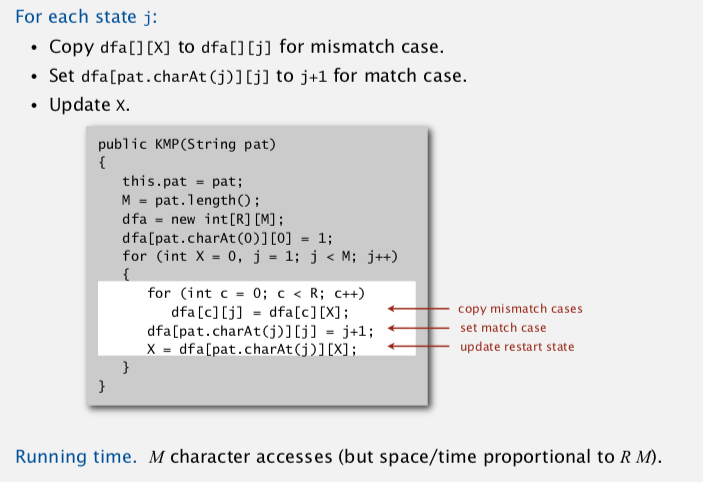 For each state j:
• Copy dfa[][X] to dfa[][j] for mismatch case.
• Set dfa[pat.charAt(j)][j] to j+1 for match case.
• Update X.
public KMP(String pat)
{
this.pat = pat;
M = pat.length();
dfa = new int[R][M];
dfa[pat.charAt(0)][0] = 1;
for (int X = 0, j = 1; j < M; j++)
{
for (int c = 0; c < R; c++)
dfa[c][j] = dfa[c][X]; copy mismatch cases
dfa[pat.charAt(j)][j] = j+1; set match case
X = dfa[pat.charAt(j)][X]; update restart state
}
}
Running time. M character accesses (but space/time proportional to R M).